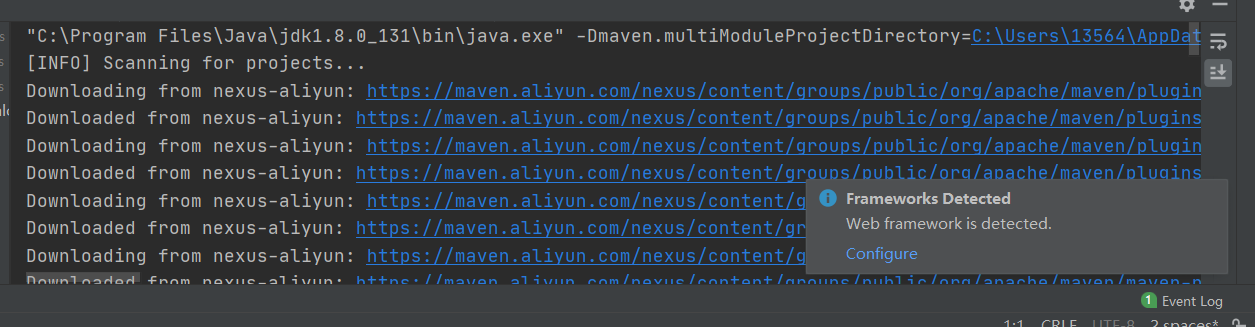 "C:\Program Files\Java\jdk1.8.0_131\bin\java.exe" -Dmaven.multiModuleProjectDirectory=C:\Users\13564\AppDat
[INFO] Scanning for projects...
Downloading from nexus-aliyun: https://maven.aliyun.com/nexus/content/groups/public/org/apache/maven/plugin
Downloaded from nexus-aliyun: https://maven.aliyun.com/nexus/content/groups/public/org/apache/maven/plugins
Downloading from nexus-aliyun: https://maven.aliyun.com/nexus/content/groups/public/org/apache/maven/plugin
Downloaded from nexus-aliyun: https://maven.aliyun.com/nexus/content/groups/public/org/apache/maven/plugins
Downloading from nexus-aliyun: https://maven.aliyun.com/nexus/content/g
Downloaded from nexus-aliyun: https://maven.aliyun.com/nexus/content/gr
Downloading from nexus-aliyun: https://maven.aliyun.com/nexus/content/g
Downloaded from nexus-aliyun: https://maven.aliyun.com/nexus/content/groups/public/org/apache/maven/maven-p
Frameworks Detected
Web framework is detected.
Configure
1 Event Log
1:1 CRLF UTF-8 2 spaces*